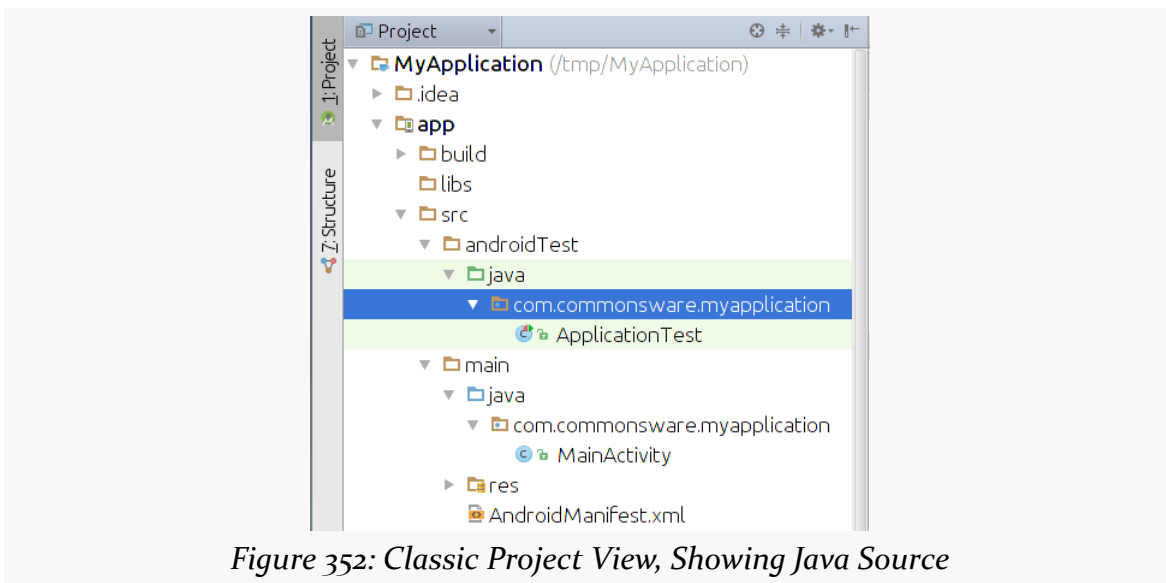 Project
1: Project
7: Structure
MyApplication (/tmp/MyApplication)
.idea
app
build
libs
src
androidTest
java
com.commonsware.myapplication
ApplicationTest
main
java
com.commonsware.myapplication
MainActivity
res
AndroidManifest.xml
Figure 352: Classic Project View, Showing Java Source